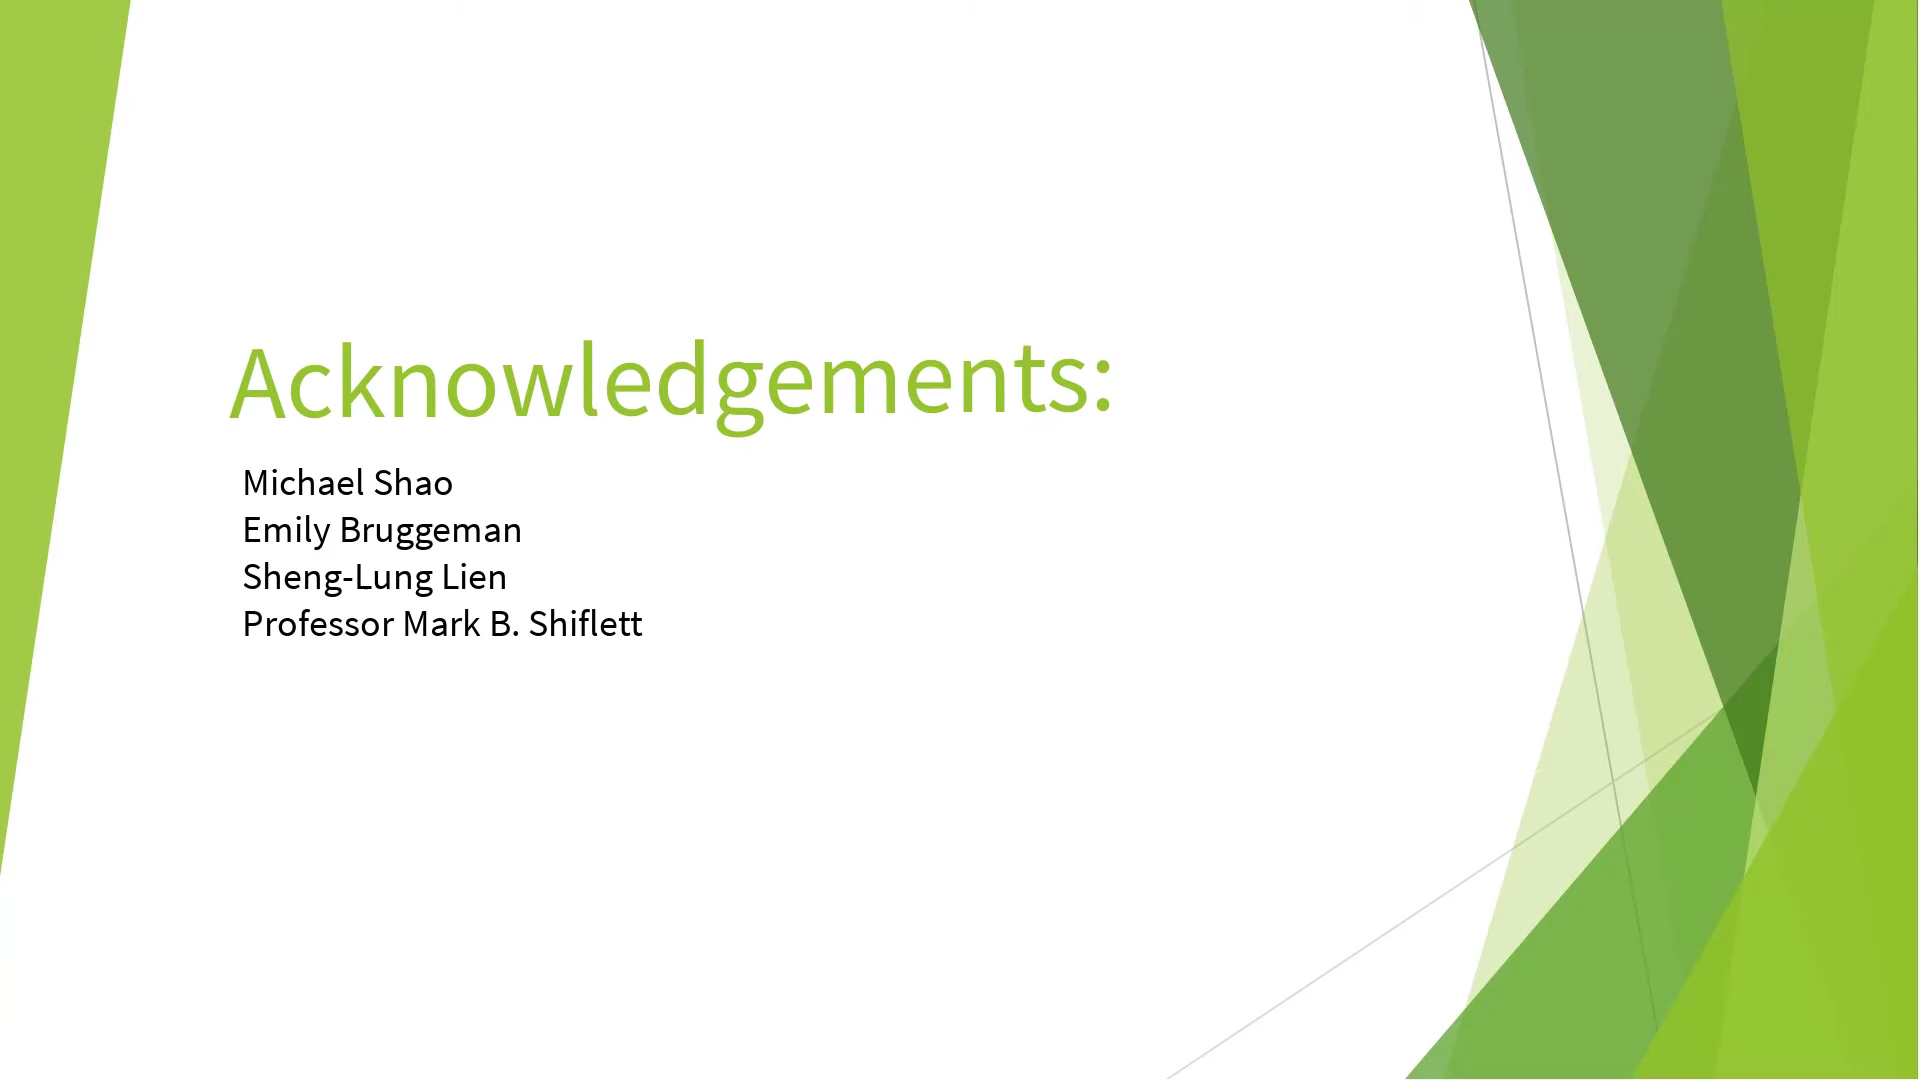 Acknowledgements:
Michael Shao
Emily Bruggeman
Sheng-Lung Lien
Professor Mark B. Shiflett